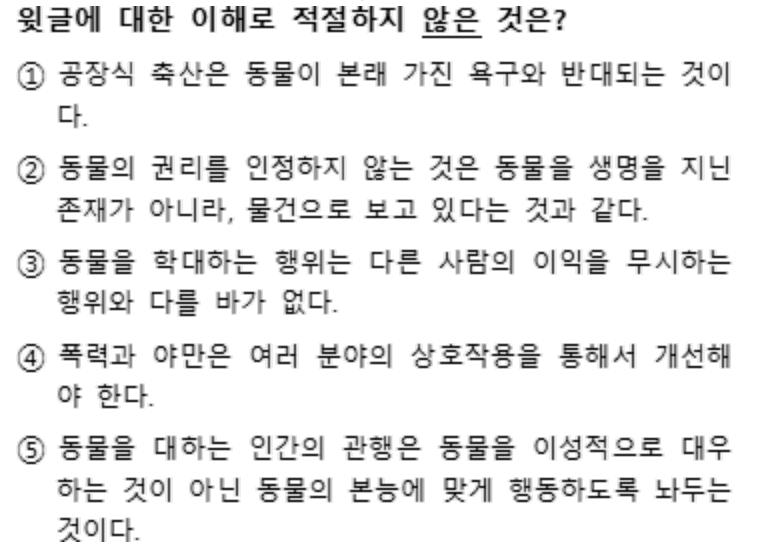 윗글에 대한 이해로 적절하지 않은 것은?
① 공장식 축산은 동물이 본래 가진 욕구와 반대되는 것이
다.
② 동물의 권리를 인정하지 않는 것은 동물을 생명을 지닌
존재가 아니라, 물건으로 보고 있다는 것과 같다.
③ 동물을 학대하는 행위는 다른 사람의 이익을 무시하는
행위와 다를 바가 없다.
④ 폭력과 야만은 여러 분야의 상호작용을 통해서 개선해
야 한다.
⑤ 동물을 대하는 인간의 관행은 동물을 이성적으로 대우
하는 것이 아닌 동물의 본능에 맞게 행동하도록 놔두는
것이다.